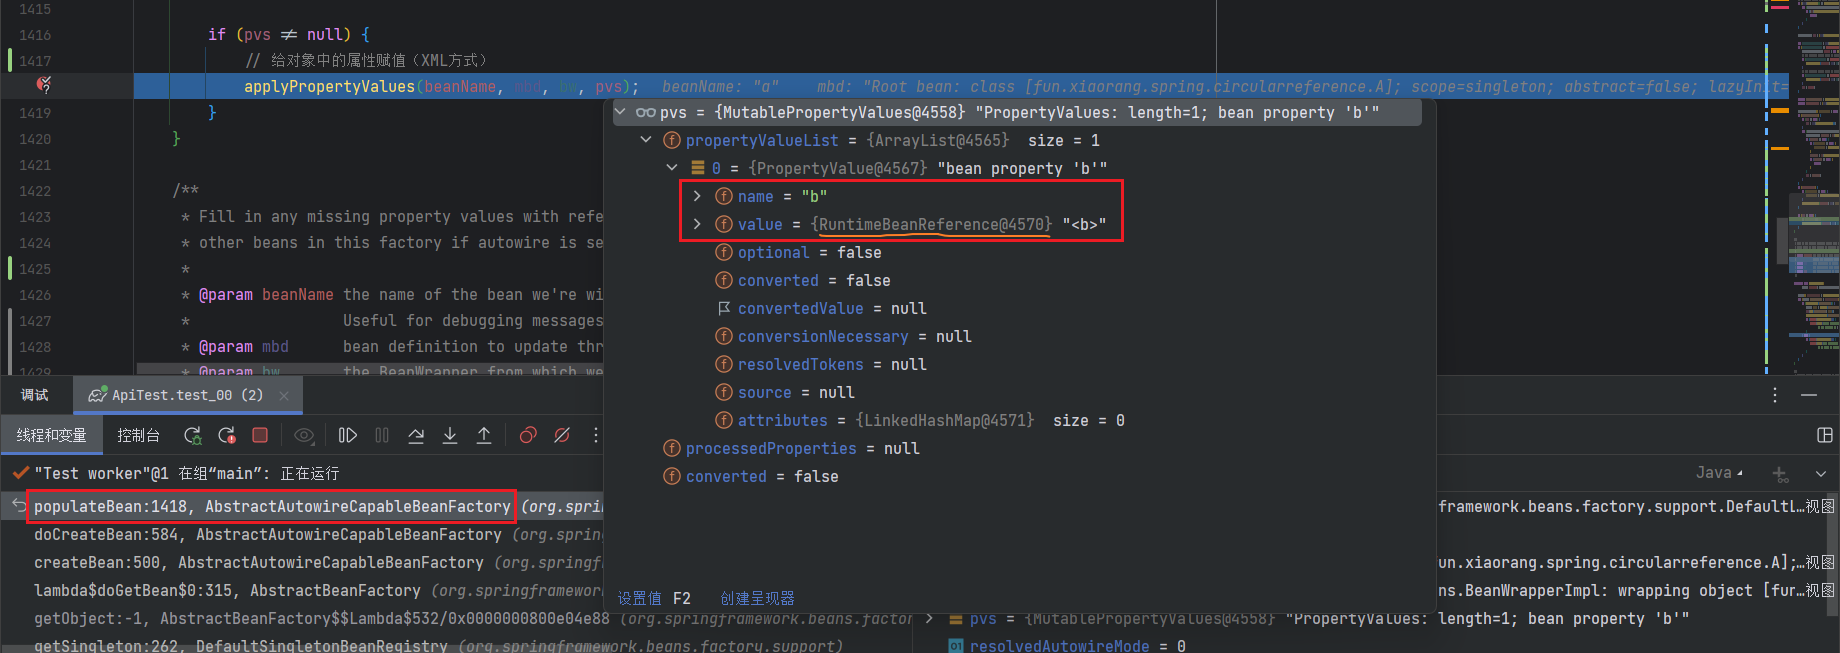 1415
1416 if (pvs ≠ null) {
1417 // 给对象中的属性赋值（XML方式）
applyPropertyValues(beanName, mbd, bw, pvs); beanName: "a" mbd: "Root bean: class [fun.xiaorang.spring.circularreference.A]; scope=singleton; abstract=false; lazyInit=
1419 }
1420 }
1421
1422 /**
1423 * Fill in any missing property values with refe
1424 * other beans in this factory if autowire is se
1425 *
1426 * @param beanName the name of the bean we're wi
1427 * Useful for debugging messages
1428 * @param mbd bean definition to update thr
1429 * @param bw the BeanWrapper from which we
pvs = {MutablePropertyValues@4558} "PropertyValues: length=1; bean property 'b'"
propertyValueList = {ArrayList@4565} size = 1
0 = {PropertyValue@4567} "bean property 'b'"
name = "b"
value = {RuntimeBeanReference@4570} "<b>"
optional = false
converted = false
convertedValue = null
conversionNecessary = null
resolvedTokens = null
source = null
attributes = {LinkedHashMap@4571} size = 0
processedProperties = null
converted = false
设置值 F2 创建呈现器
调试 ApiTest.test_00 (2)
线程和变量 控制台
Java
"Test worker"@1 在组“main”: 正在运行
populateBean:1418, AbstractAutowireCapableBeanFactory (org.sprin
doCreateBean:584, AbstractAutowireCapableBeanFactory (org.spring
createBean:500, AbstractAutowireCapableBeanFactory (org.springf
lambda$doGetBean$0:315, AbstractBeanFactory (org.springframework
getObject:-1, AbstractBeanFactory$$Lambda$532/0x0000000800e04e88 (org.springframework.beans.factor
getSingleton:262, DefaultSingletonBeanRegistry (org.springframework.beans.factory.support)
framework.beans.factory.support.DefaultL…视图
un.xiaorang.spring.circularreference.A];…视图
ns.BeanWrapperImpl: wrapping object [fur…视图
pvs = {MutablePropertyValues@4558} "PropertyValues: length=1; bean property 'b'"
resolvedAutowireMode = 0